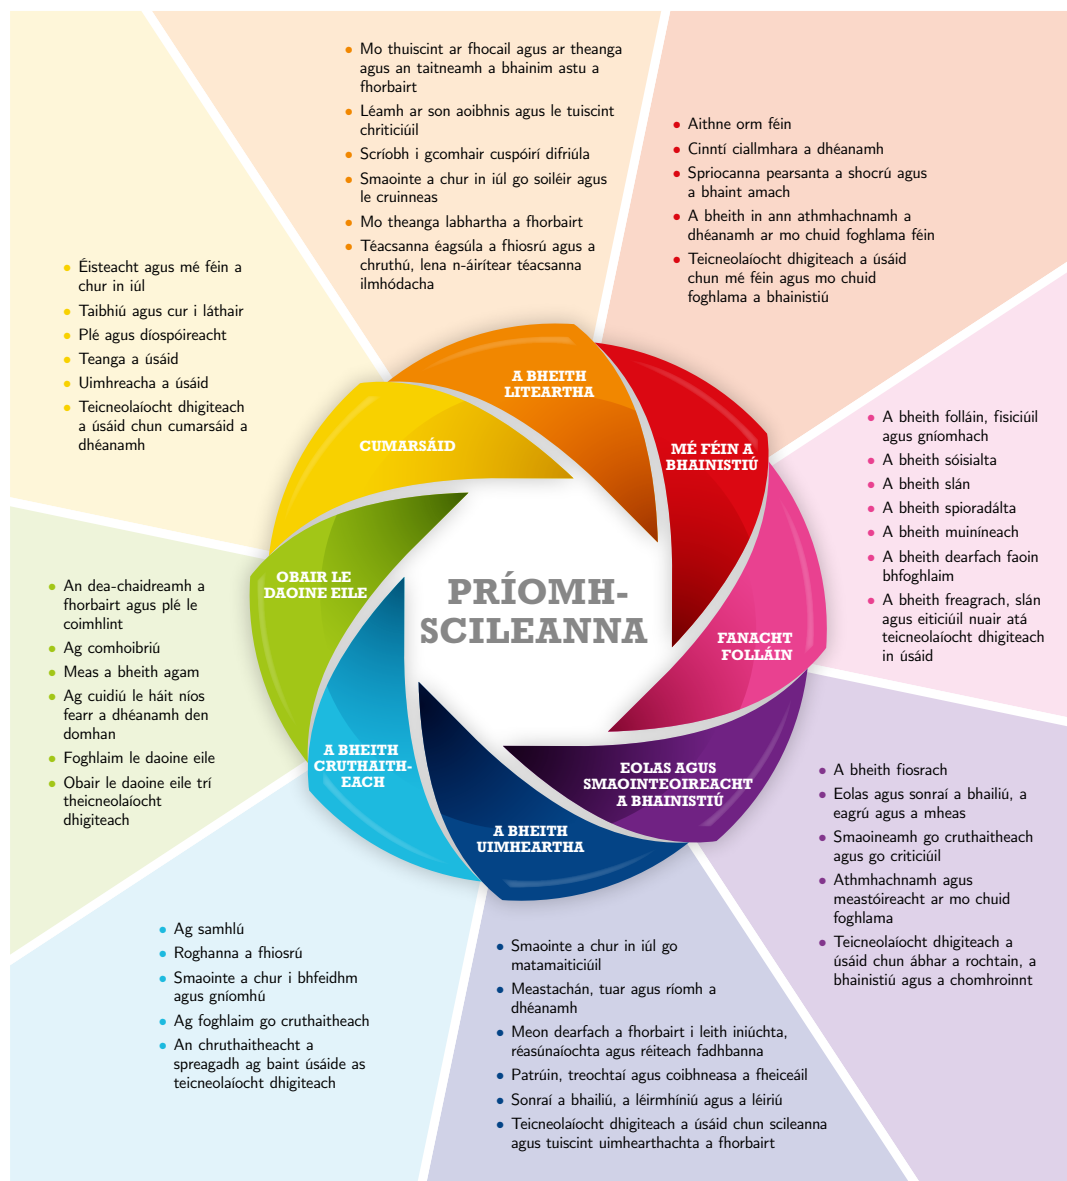 • Mo thuiscint ar fhocail agus ar theanga
agus an taitneamh a bhainim astu a
fhorbairt
• Léamh ar son aoibhnis agus le tuiscint
chriticiúil
• Scríobh i gcomhair cuspóirí difriúla
• Smaointe a chur in iúl go soiléir agus
le cruinneas
• Mo theanga labhartha a fhorbairt
• Téacsanna éagsúla a fhiosrú agus a
chruthú, lena n-áirítear téacsanna
ilmhódacha
• Aithne orm féin
• Cinntí ciallmhara a dhéanamh
• Spriocanna pearsanta a shocrú agus
a bhaint amach
• A bheith in ann athmhachnamh a
dhéanamh ar mo chuid foghlama féin
• Teicneolaíocht dhigiteach a úsáid
chun mé féin agus mo chuid
foghlama a bhainistiú
• Éisteacht agus mé féin a
chur in iúl
• Taibhiú agus cur i láthair
• Plé agus díospóireacht
• Teanga a úsáid
• Uimhreacha a úsáid
• Teicneolaíocht dhigiteach
a úsáid chun cumarsáid a
dhéanamh
A BHEITH
LITEARTHA
CUMARSÁID
MÉ FÉIN A
BHAINISTIÚ
• A bheith folláin, fisiciúil
agus gníomhach
• A bheith sóisialta
• A bheith slán
• A bheith spioradálta
• A bheith muiníneach
• A bheith dearfach faoin
bhfoghlaim
• A bheith freagrach, slán
agus eiticiúil nuair atá
teicneolaíocht dhigiteach
in úsáid
OBAIR LE
DAOINE EILE
PRÍOMH-
SCILEANNA
FANACHT
FOLLÁIN
• An dea-chaidreamh a
fhorbairt agus plé le
coimhlint
• Ag comhoibriú
• Meas a bheith agam
• Ag cuidiú le háit níos
fearr a dhéanamh den
domhan
• Foghlaim le daoine eile
• Obair le daoine eile trí
theicneolaíocht
dhigiteach
A BHEITH
CRUTHAITH-
EACH
EOLAS AGUS
SMAOINTEOIREACHT
A BHAINISTIÚ
A BHEITH
UIMHEARTHA
• A bheith fiosrach
• Eolas agus sonraí a bhailiú, a
eagrú agus a mheas
• Smaoineamh go cruthaitheach
agus go criticiúil
• Athmhachnamh agus
meastóireacht ar mo chuid
foghlama
• Teicneolaíocht dhigiteach a
úsáid chun ábhar a rochtain, a
bhainistiú agus a chomhroinnt
• Ag samhlú
• Roghanna a fhiosrú
• Smaointe a chur i bhfeidhm
agus gníomhú
• Ag foghlaim go cruthaitheach
• An chruthaitheacht a
spreagadh ag baint úsáide as
teicneolaíocht dhigiteach
• Smaointe a chur in iúl go
matamaiticiúil
• Meastachán, tuar agus ríomh a
dhéanamh
• Meon dearfach a fhorbairt i leith iniúchta,
réasúnaíochta agus réiteach fadhbanna
• Patrúin, treochtaí agus coibhneasa a fheiceáil
• Sonraí a bhailiú, a léirmhíniú agus a léiriú
• Teicneolaíocht dhigiteach a úsáid chun scileanna
agus tuiscint uimhearthachta a fhorbairt